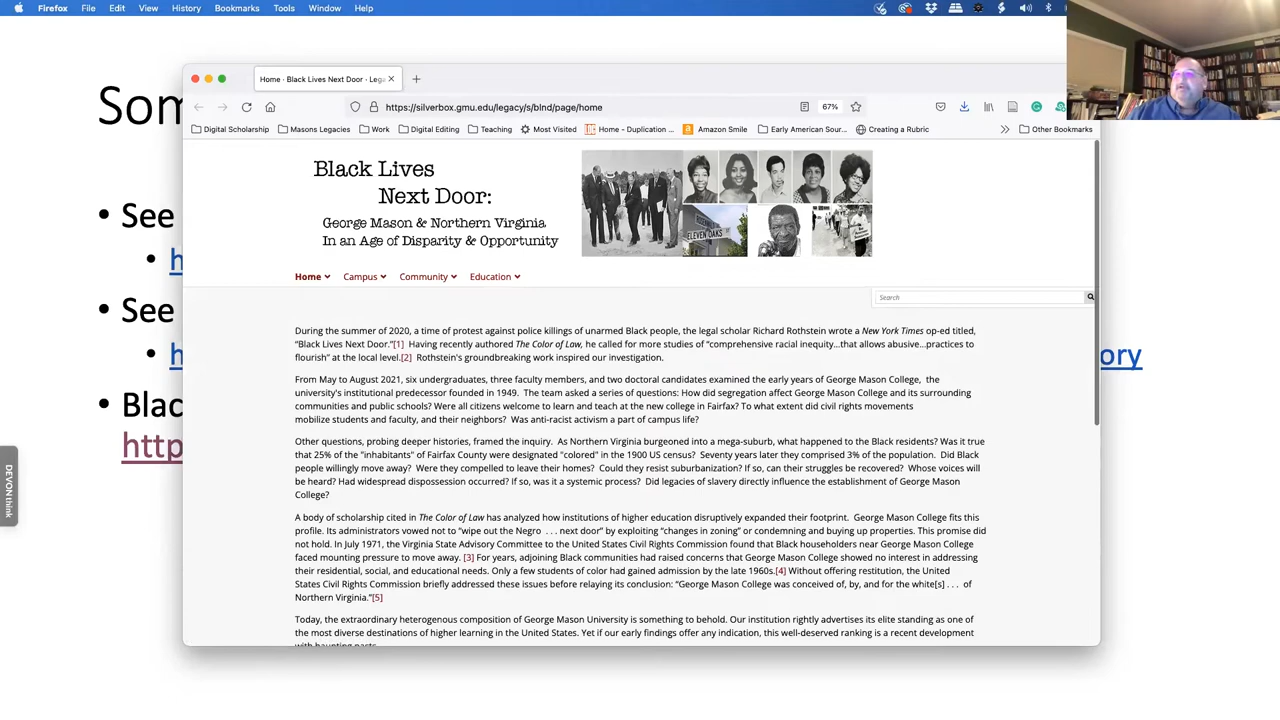 Firefox File Edit View History Bookmarks Tools Window Help
Home · Black Lives Next Door · Leg
https://silverbox.gmu.edu/legacy/s/blnd/page/home
67%
Digital Scholarship Masons Legacies Work Digital Editing Teaching Most Visited Home - Duplication ... Amazon Smile Early American Sour... Creating a Rubric Other Bookmarks
Som
Black Lives
Next Door:
George Mason & Northern Virginia
In an Age of Disparity & Opportunity
ELEVEN OAKS
• See
• h
• See
• h
ory
• Blac
http
DEVONthink
Home Campus Community Education
Search
During the summer of 2020, a time of protest against police killings of unarmed Black people, the legal scholar Richard Rothstein wrote a New York Times op-ed titled,
“Black Lives Next Door.”[1] Having recently authored The Color of Law, he called for more studies of “comprehensive racial inequity...that allows abusive...practices to
flourish” at the local level.[2] Rothstein's groundbreaking work inspired our investigation.
From May to August 2021, six undergraduates, three faculty members, and two doctoral candidates examined the early years of George Mason College, the
university's institutional predecessor founded in 1949. The team asked a series of questions: How did segregation affect George Mason College and its surrounding
communities and public schools? Were all citizens welcome to learn and teach at the new college in Fairfax? To what extent did civil rights movements
mobilize students and faculty, and their neighbors? Was anti-racist activism a part of campus life?
Other questions, probing deeper histories, framed the inquiry. As Northern Virginia burgeoned into a mega-suburb, what happened to the Black residents? Was it true
that 25% of the "inhabitants" of Fairfax County were designated "colored" in the 1900 US census? Seventy years later they comprised 3% of the population. Did Black
people willingly move away? Were they compelled to leave their homes? Could they resist suburbanization? If so, can their struggles be recovered? Whose voices will
be heard? Had widespread dispossession occurred? If so, was it a systemic process? Did legacies of slavery directly influence the establishment of George Mason
College?
A body of scholarship cited in The Color of Law has analyzed how institutions of higher education disruptively expanded their footprint. George Mason College fits this
profile. Its administrators vowed not to “wipe out the Negro . . . next door” by exploiting “changes in zoning” or condemning and buying up properties. This promise did
not hold. In July 1971, the Virginia State Advisory Committee to the United States Civil Rights Commission found that Black householders near George Mason College
faced mounting pressure to move away. [3] For years, adjoining Black communities had raised concerns that George Mason College showed no interest in addressing
their residential, social, and educational needs. Only a few students of color had gained admission by the late 1960s.[4] Without offering restitution, the United
States Civil Rights Commission briefly addressed these issues before relaying its conclusion: “George Mason College was conceived of, by, and for the white[s] . . . of
Northern Virginia.”[5]
Today, the extraordinary heterogenous composition of George Mason University is something to behold. Our institution rightly advertises its elite standing as one of
the most diverse destinations of higher learning in the United States. Yet if our early findings offer any indication, this well-deserved ranking is a recent development
with haunting pasts.